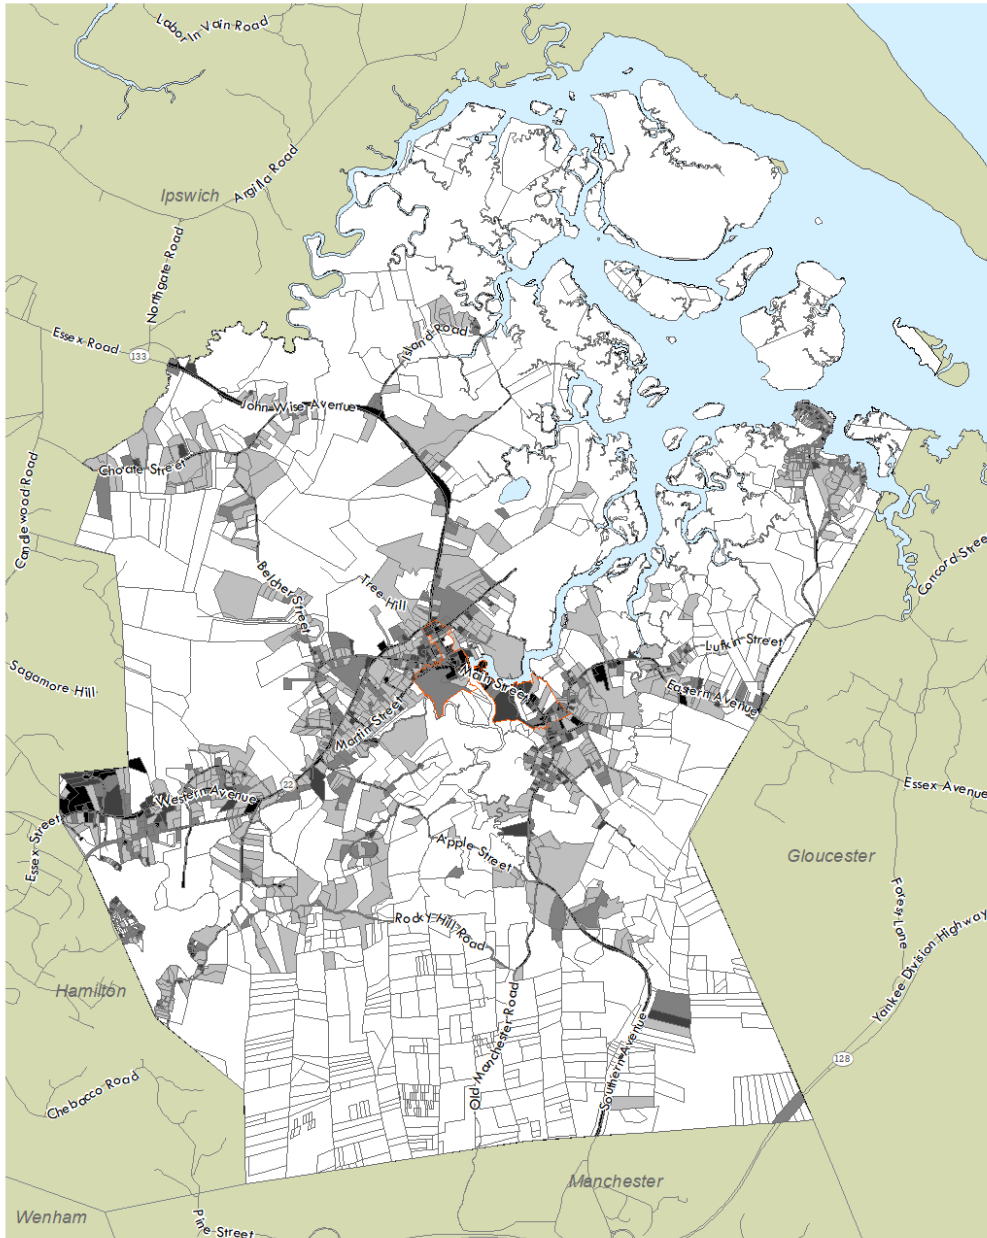 Labor In Vain Road
Ipswich
Argilla Road
Northgate Road
Essex Road
133
Island Road
John Wise Avenue
Choate Street
Candlewood Road
Concord Street
Belcher Street
Tree Hill
Lufkin Street
Sagamore Hill
Main Street
Eastern Avenue
Martin Street
22
Western Avenue
Essex Avenue
Essex Street
Apple Street
Gloucester
Forest Lane
Rocky Hill Road
Yankee Division Highway
Hamilton
Old Manchester Road
Southern Avenue
128
Chebacco Road
Manchester
Wenham
Pine Street